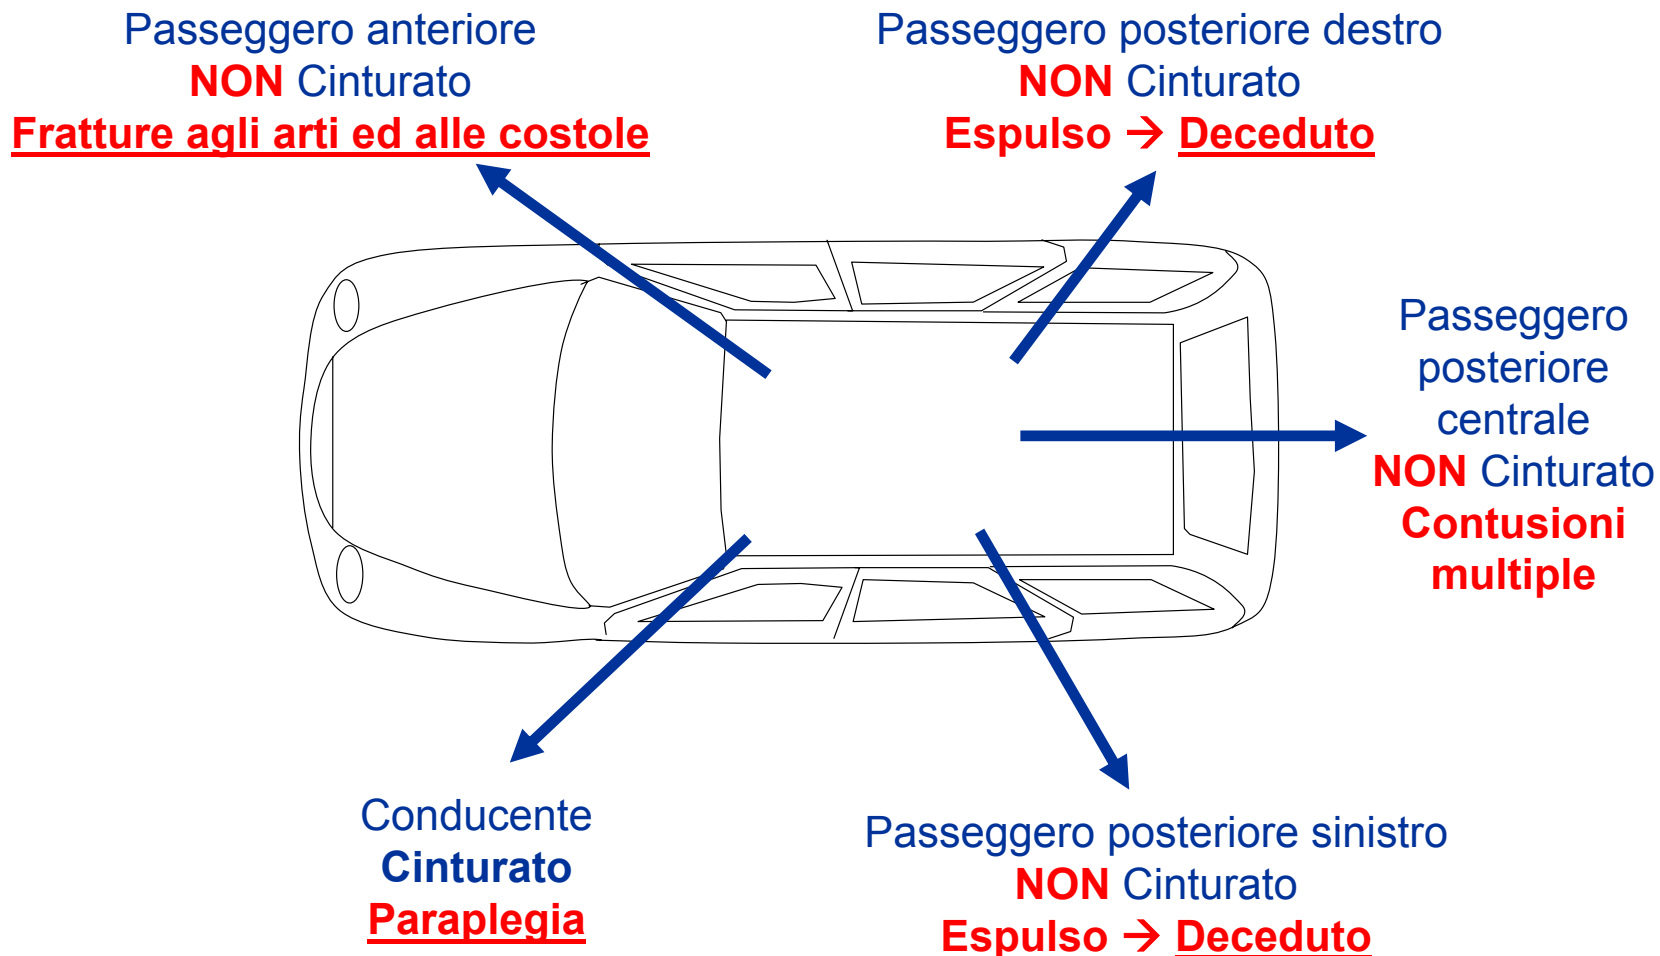 Passeggero anteriore
NON Cinturato
Fratture agli arti ed alle costole
Passeggero posteriore destro
NON Cinturato
Espulso → Deceduto
Passeggero
posteriore
centrale
NON Cinturato
Contusioni
multiple
Conducente
Cinturato
Paraplegia
Passeggero posteriore sinistro
NON Cinturato
Espulso → Deceduto